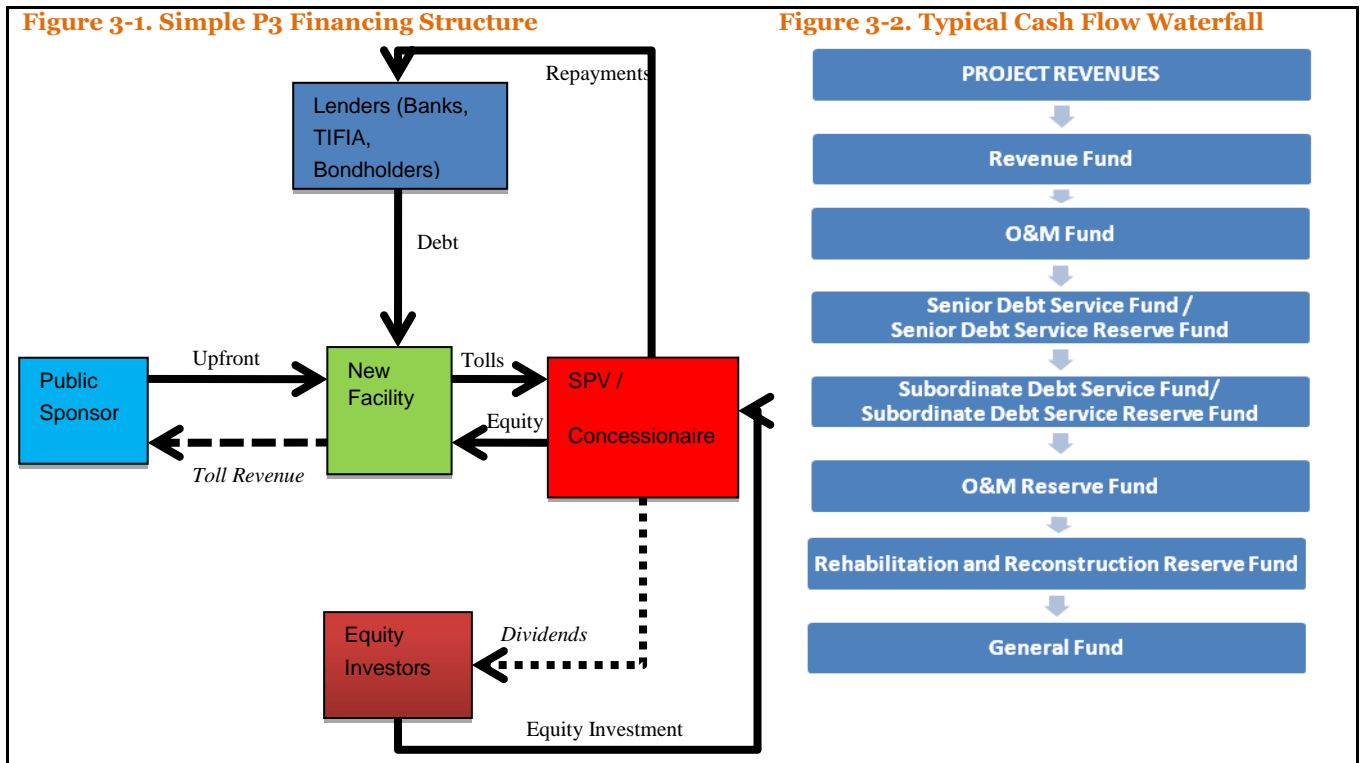 Figure 3-1. Simple P3 Financing Structure
Repayments
Lenders (Banks,
TIFIA,
Bondholders)
Debt
Public
Sponsor
Upfront
New
Facility
Tolls
SPV /
Concessionaire
Equity
Toll Revenue
Equity
Investors
Dividends
Equity Investment
Figure 3-2. Typical Cash Flow Waterfall
PROJECT REVENUES
Revenue Fund
O&M Fund
Senior Debt Service Fund /
Senior Debt Service Reserve Fund
Subordinate Debt Service Fund/
Subordinate Debt Service Reserve Fund
O&M Reserve Fund
Rehabilitation and Reconstruction Reserve Fund
General Fund